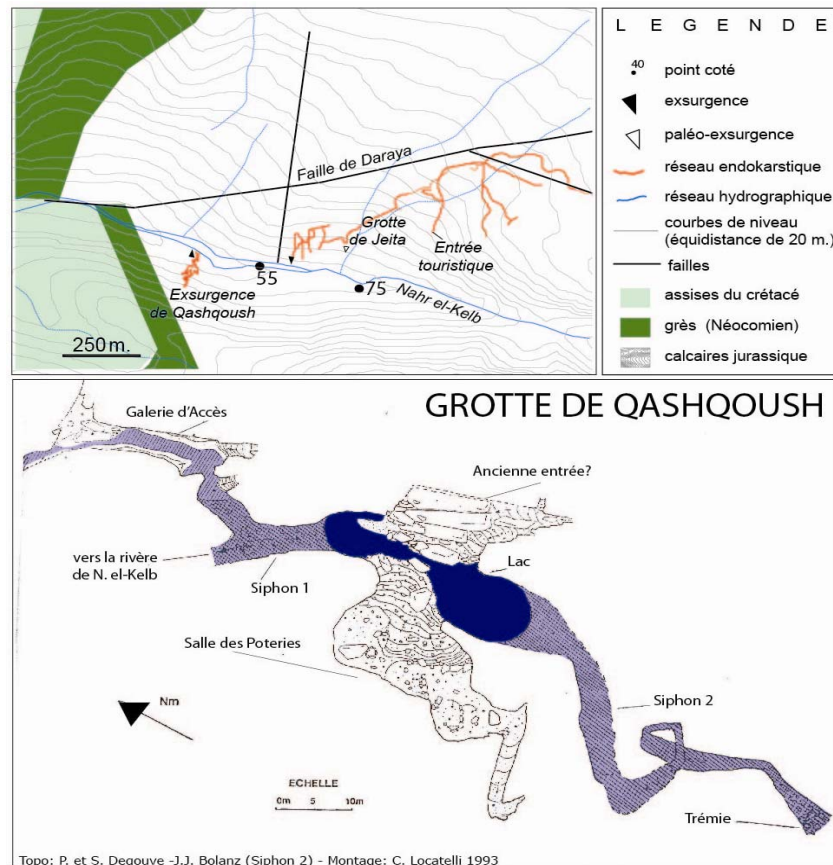 Faille de Daraya
Grotte
de Jeita
Entrée
touristique
Exsurgence
de Qashqoush
55
75
Nahr el-Kelb
250 m.
L E G E N D E
40
point coté
exsurgence
paléo-exsurgence
réseau endokarstique
réseau hydrographique
courbes de niveau
(équidistance de 20 m.)
failles
assises du crétacé
grès (Néocomien)
calcaires jurassique
GROTTE DE QASHQOUSH
Galerie d'Accès
Ancienne entrée?
vers la rivère
de N. el-Kelb
Siphon 1
Lac
Salle des Poteries
Siphon 2
Nm
ECHELLE
0m 5 10m
Trémie
Topo: P. et S. Degouve -J.J. Bolanz (Siphon 2) - Montage: C. Locatelli 1993